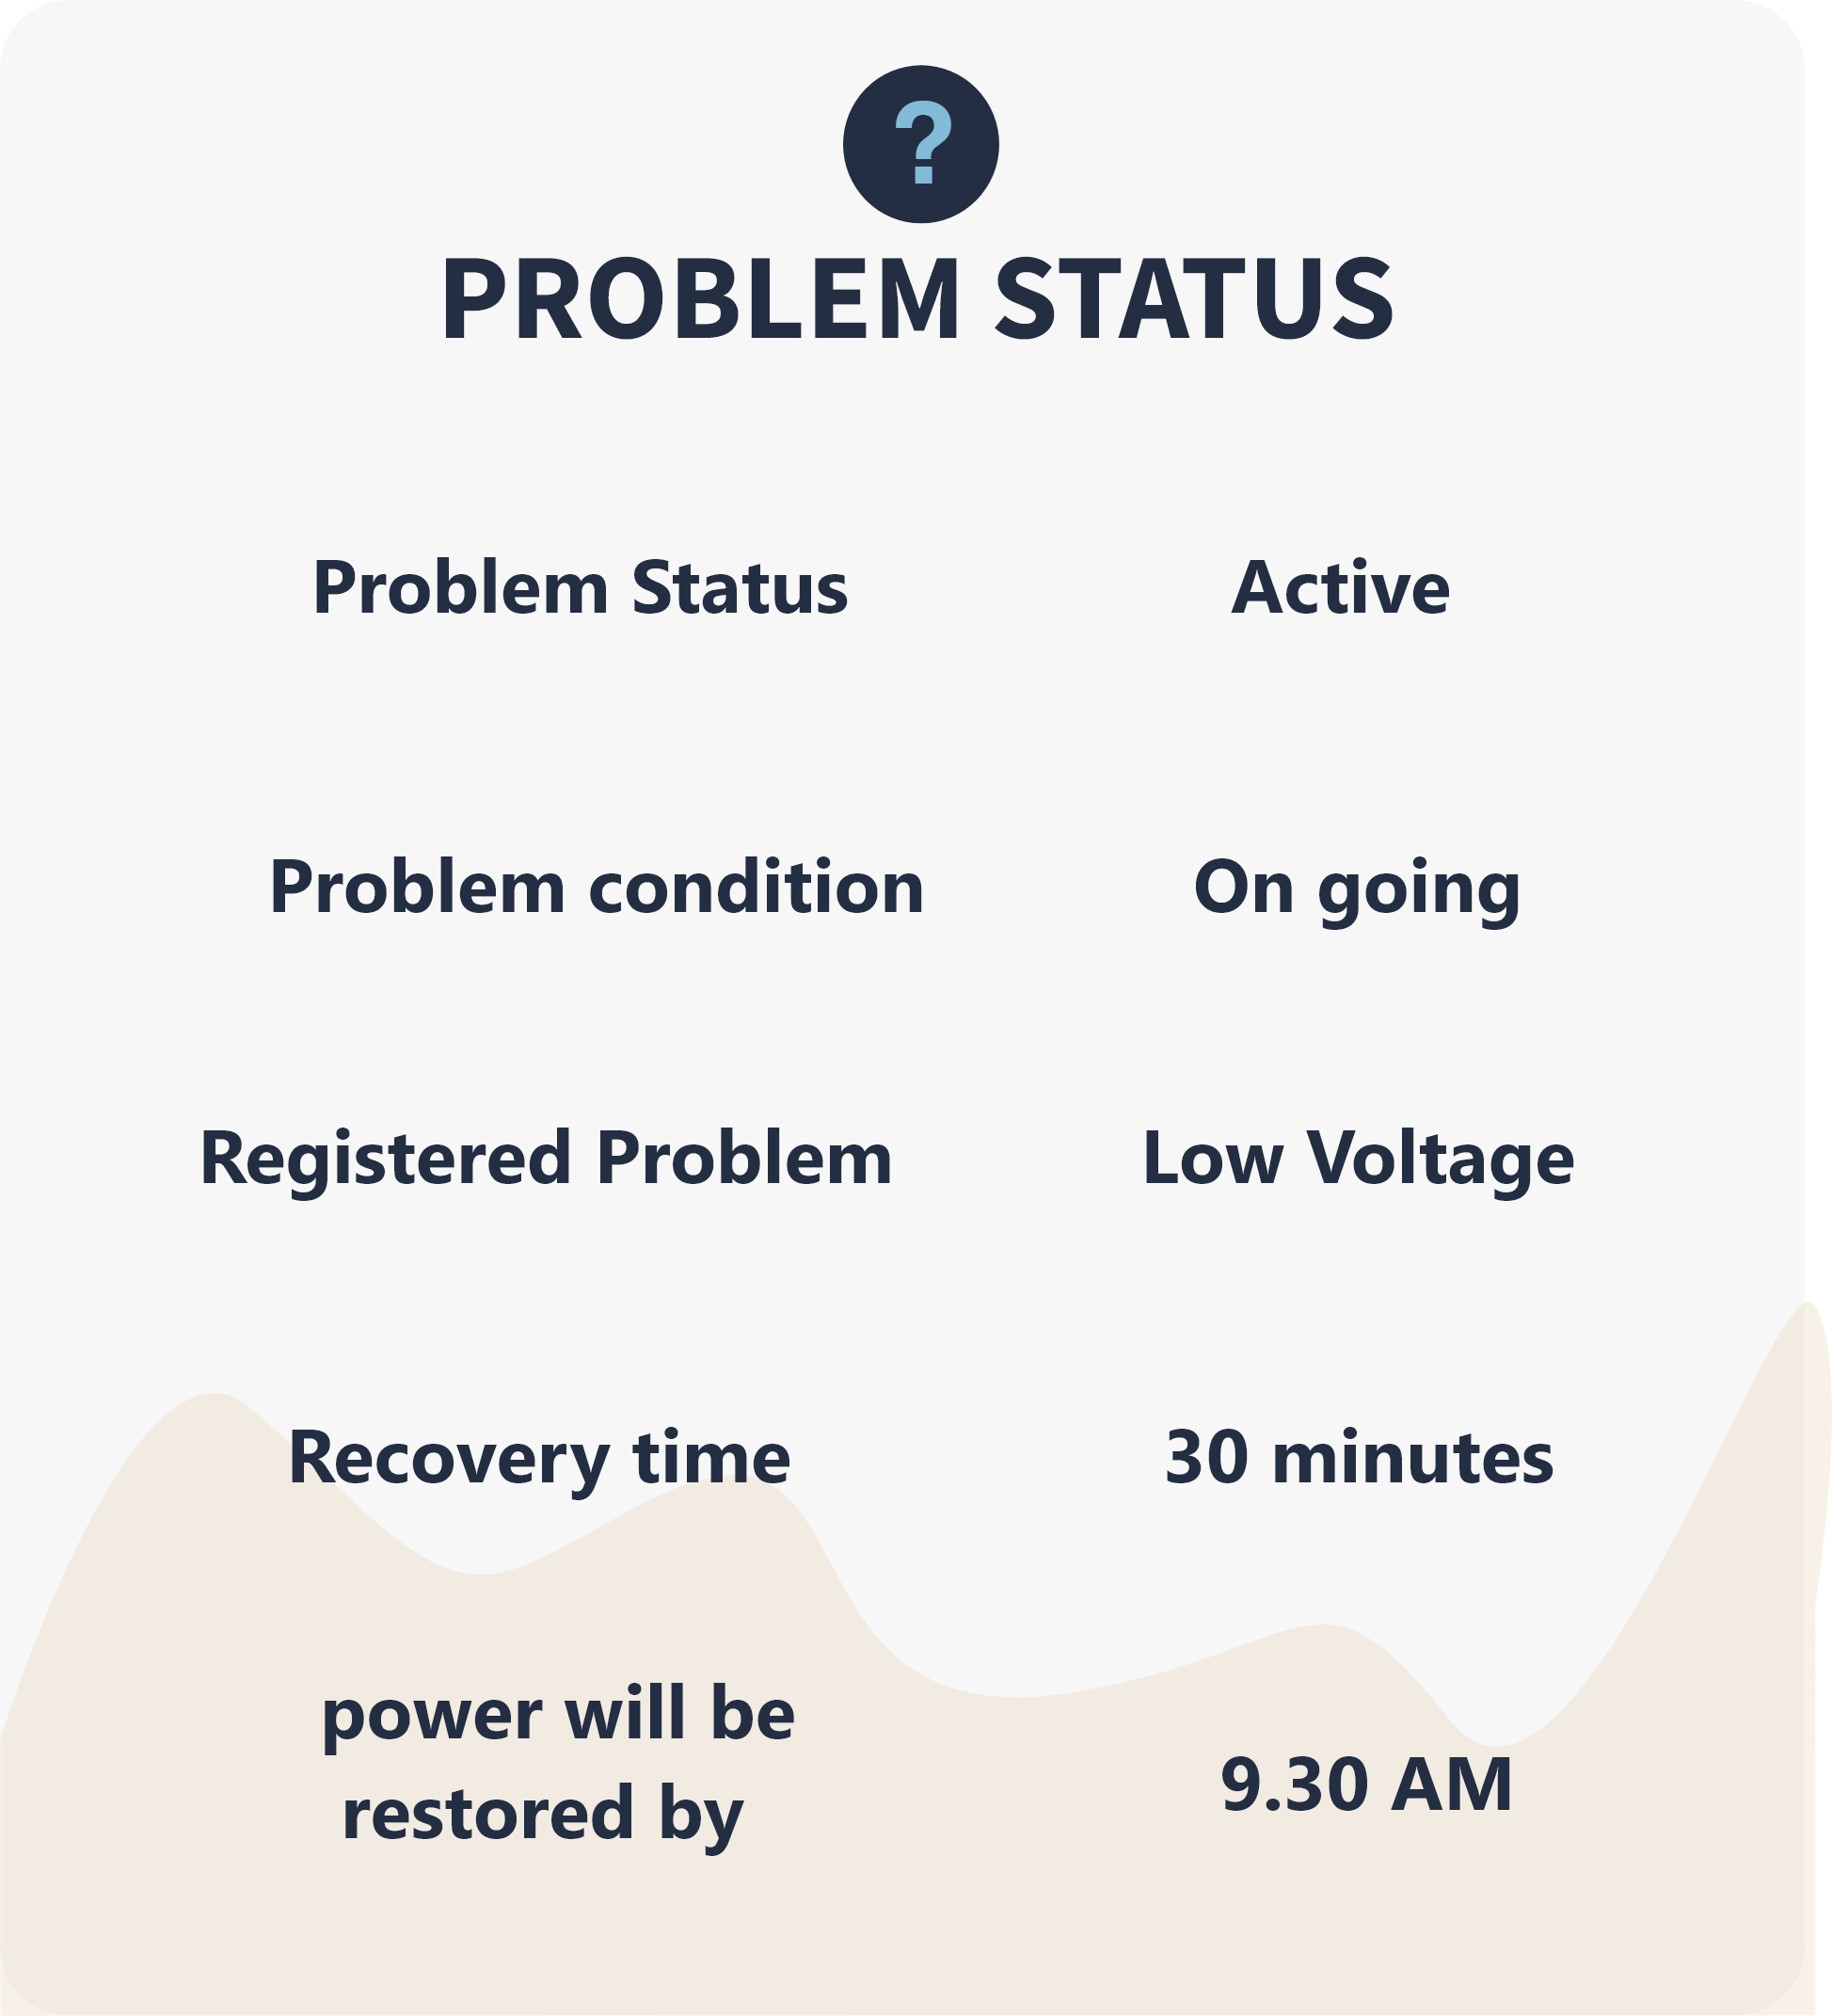 ?
PROBLEM STATUS
Problem Status Active
Problem condition On going
Registered Problem Low Voltage
Recovery time 30 minutes
power will be
restored by
9.30 AM